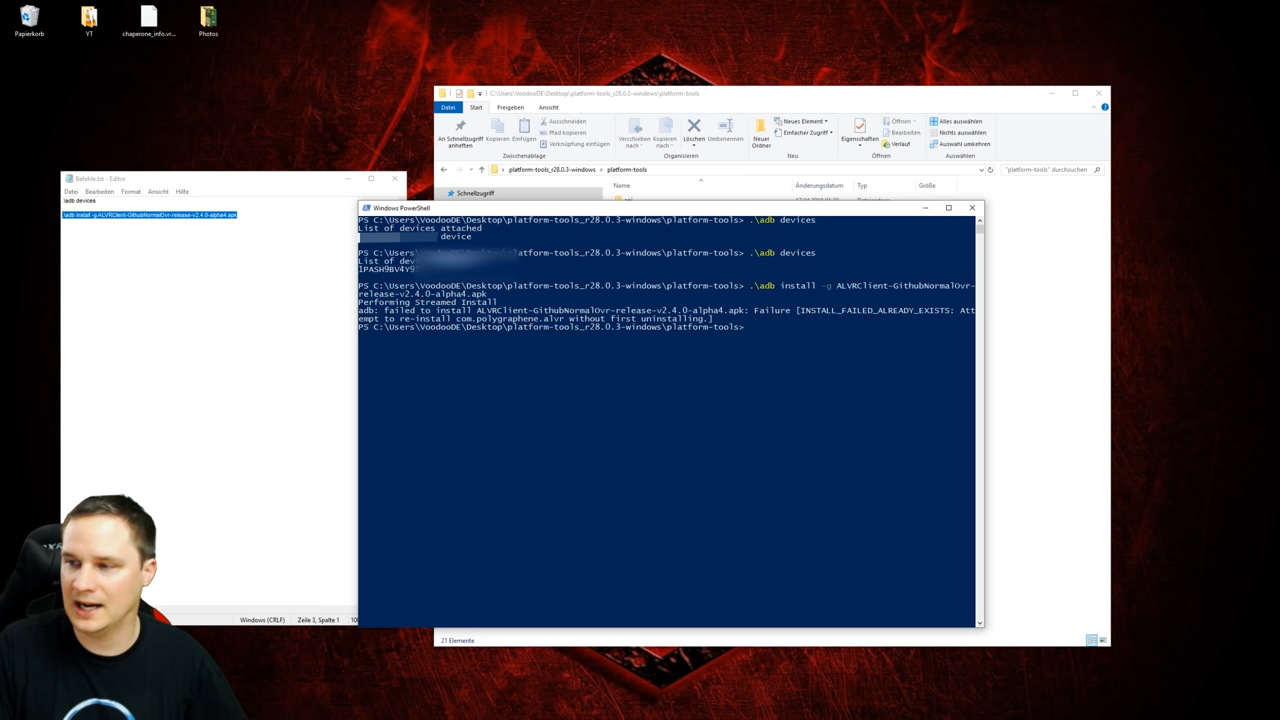 Papierkorb
YT
chaperone_info.vr...
Photos
C:\Users\VoodooDE\Desktop\platform-tools_r28.0.3-windows\platform-tools
Datei Start Freigeben Ansicht
An Schnellzugriff anheften
Kopieren
Einfügen
Ausschneiden
Pfad kopieren
Verknüpfung einfügen
Zwischenablage
Verschieben nach
Kopieren nach
Löschen
Umbenennen
Organisieren
Neuer Ordner
Neues Element
Einfacher Zugriff
Neu
Eigenschaften
Öffnen
Bearbeiten
Verlauf
Öffnen
Alles auswählen
Nichts auswählen
Auswahl umkehren
Auswählen
platform-tools_r28.0.3-windows > platform-tools
"platform-tools" durchsuchen
Schnellzugriff
Name Änderungsdatum Typ Größe
Befehle.txt - Editor
Datei Bearbeiten Format Ansicht Hilfe
.\adb devices
.\adb install -g ALVRClient-GithubNormalOvr-release-v2.4.0-alpha4.apk
Windows (CRLF) Zeile 3, Spalte 1
Windows PowerShell
PS C:\Users\VoodooDE\Desktop\platform-tools_r28.0.3-windows\platform-tools> .\adb devices
List of devices attached
device
PS C:\Users\ latform-tools_r28.0.3-windows\platform-tools> .\adb devices
List of dev
1PASH9BV4Y9
PS C:\Users\VoodooDE\Desktop\platform-tools_r28.0.3-windows\platform-tools> .\adb install -g ALVRClient-GithubNormalOvr-
release-v2.4.0-alpha4.apk
Performing Streamed Install
adb: failed to install ALVRClient-GithubNormalOvr-release-v2.4.0-alpha4.apk: Failure [INSTALL_FAILED_ALREADY_EXISTS: Att
empt to re-install com.polygraphene.alvr without first uninstalling.]
PS C:\Users\VoodooDE\Desktop\platform-tools_r28.0.3-windows\platform-tools>
21 Elemente